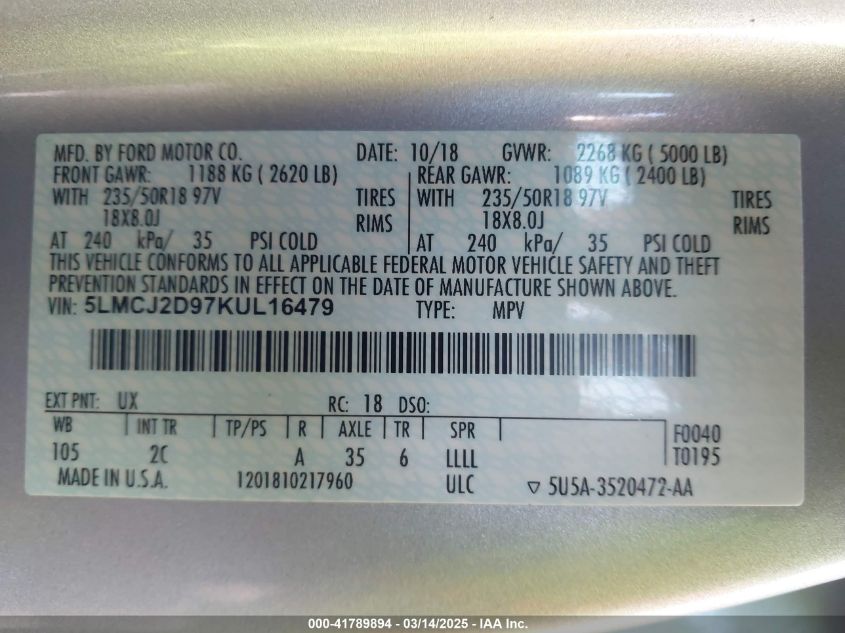 MFD. BY FORD MOTOR CO. DATE: 10/18 GVWR: 2268 KG ( 5000 LB)
FRONT GAWR: 1188 KG ( 2620 LB) REAR GAWR: 1089 KG ( 2400 LB)
WITH 235/50R18 97V TIRES WITH 235/50R18 97V TIRES
18X8.0J RIMS 18X8.0J RIMS
AT 240 kPa/ 35 PSI COLD AT 240 kPa/ 35 PSI COLD
THIS VEHICLE CONFORMS TO ALL APPLICABLE FEDERAL MOTOR VEHICLE SAFETY AND THEFT
PREVENTION STANDARDS IN EFFECT ON THE DATE OF MANUFACTURE SHOWN ABOVE.
VIN: 5LMCJ2D97KUL16479 TYPE: MPV
EXT PNT: UX RC: 18 DSO:
WB INT TR TP/PS R AXLE TR SPR F0040
105 2C A 35 6 LLLL T0195
MADE IN U.S.A. 1201810217960 ULC ▽ 5U5A-3520472-AA
000-41789894 - 03/14/2025 - IAA Inc.